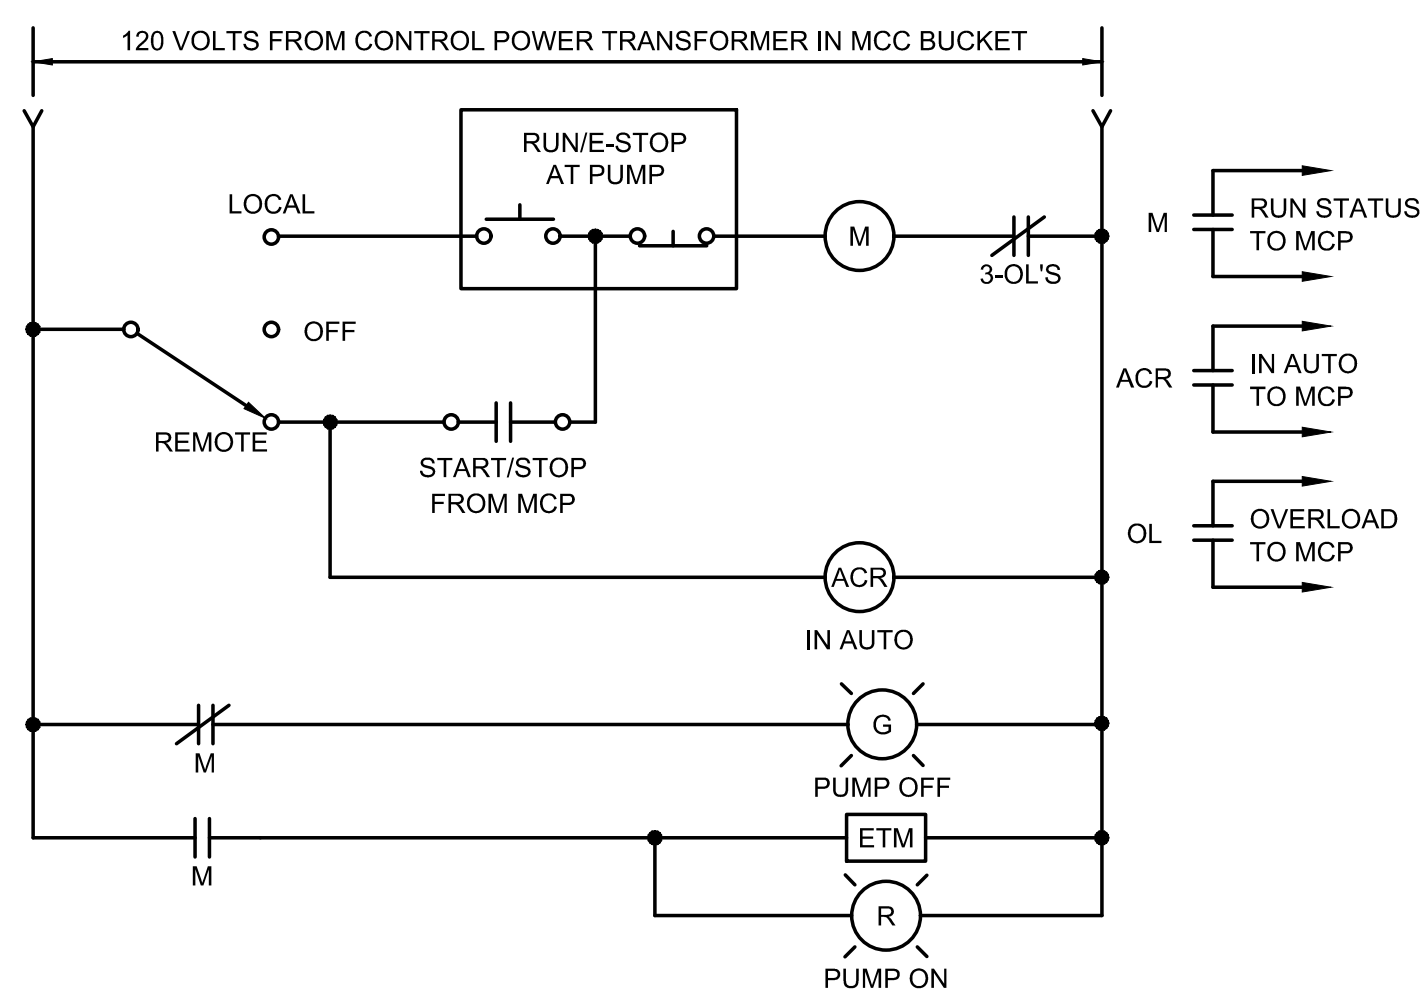 120 VOLTS FROM CONTROL POWER TRANSFORMER IN MCC BUCKET
RUN/E-STOP
AT PUMP
LOCAL
M
3-OL'S
M
RUN STATUS
TO MCP
OFF
REMOTE
START/STOP
FROM MCP
ACR
IN AUTO
TO MCP
OL
OVERLOAD
TO MCP
ACR
IN AUTO
M
G
PUMP OFF
M
ETM
R
PUMP ON